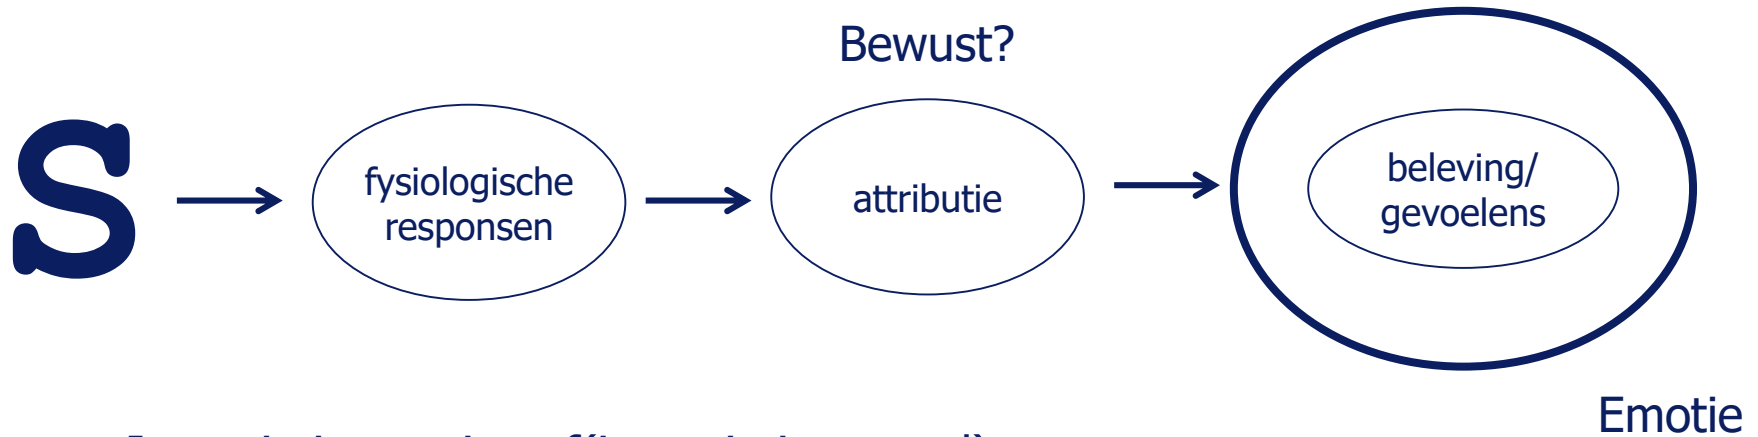 Bewust?
S
fysiologische
responsen
attributie
beleving/
gevoelens
Emotie